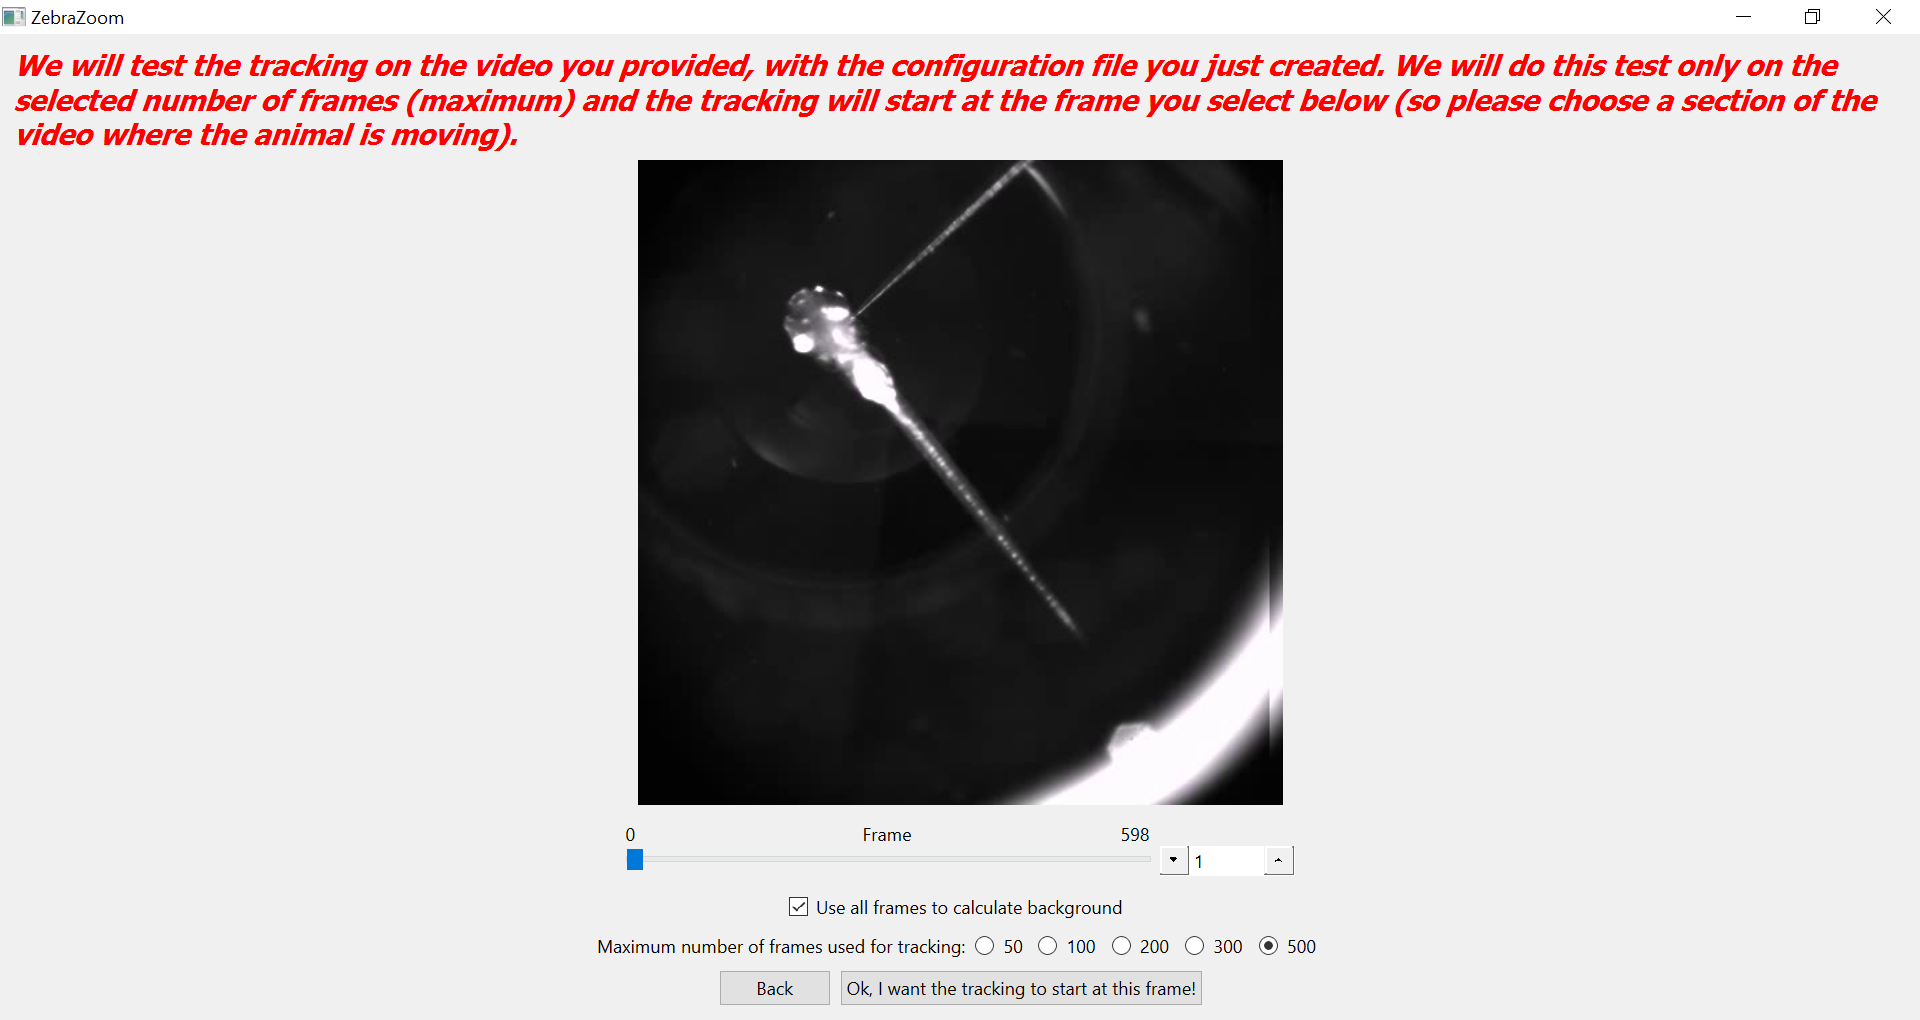 ZebraZoom
We will test the tracking on the video you provided, with the configuration file you just created. We will do this test only on the
selected number of frames (maximum) and the tracking will start at the frame you select below (so please choose a section of the
video where the animal is moving).
0 Frame 598
1
Use all frames to calculate background
Maximum number of frames used for tracking: 50 100 200 300 500
Back Ok, I want the tracking to start at this frame!